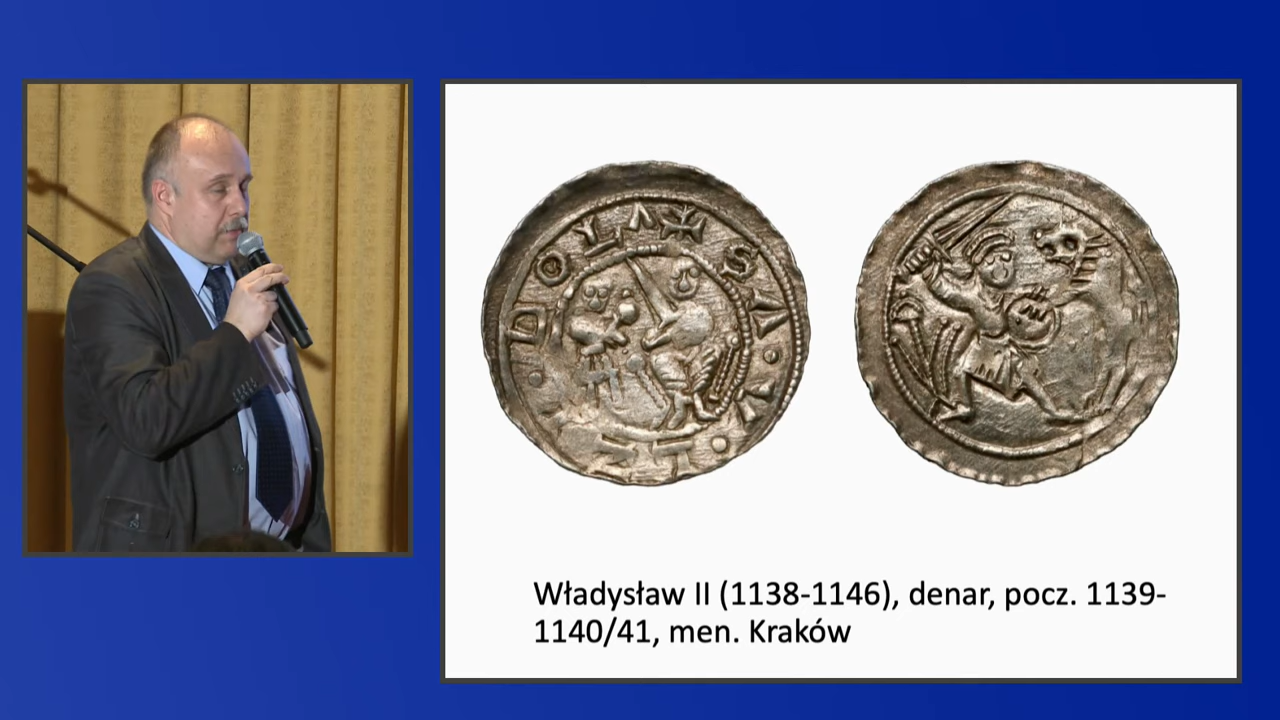 Władysław II (1138-1146), denar, pocz. 1139-
1140/41, men. Kraków